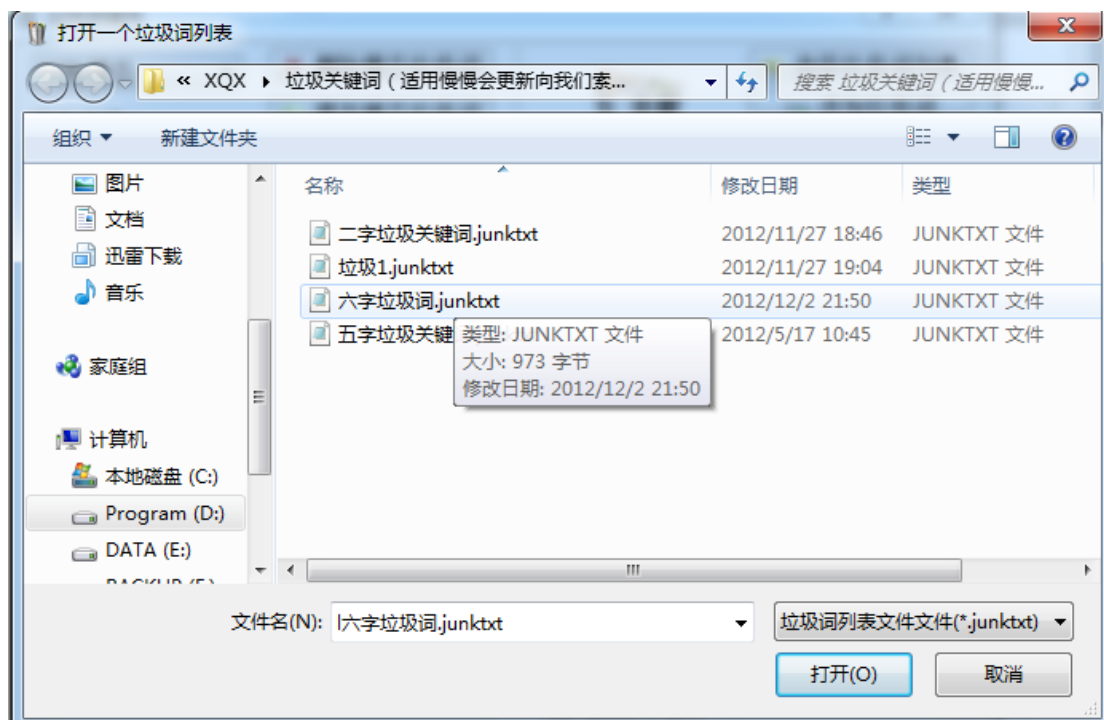 打开一个垃圾词列表
« XQX 垃圾关键词 ( 适用慢慢会更新向我们索...
搜索 垃圾关键词 ( 适用慢慢...
组织 新建文件夹
图片
文档
迅雷下载
音乐
家庭组
计算机
本地磁盘 (C:)
Program (D:)
DATA (E:)
名称 修改日期 类型
二字垃圾关键词.junktxt 2012/11/27 18:46 JUNKTXT 文件
垃圾1.junktxt 2012/11/27 19:04 JUNKTXT 文件
六字垃圾词.junktxt 2012/12/2 21:50 JUNKTXT 文件
五字垃圾关键 2012/5/17 10:45 JUNKTXT 文件
类型: JUNKTXT 文件
大小: 973 字节
修改日期: 2012/12/2 21:50
文件名(N): 六字垃圾词.junktxt
垃圾词列表文件文件(*.junktxt)
打开(O) 取消